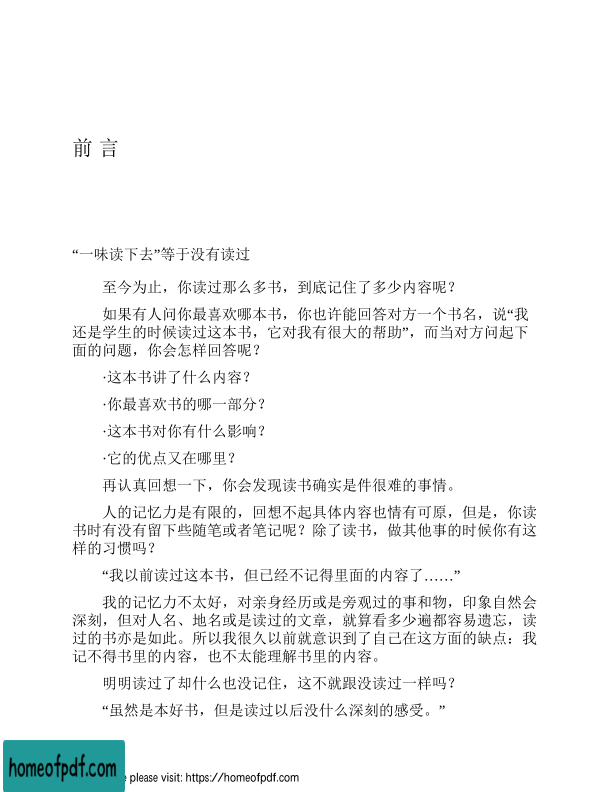 前 言
“一味读下去”等于没有读过
至今为止，你读过那么多书，到底记住了多少内容呢？
如果有人问你最喜欢哪本书，你也许能回答对方一个书名，说“我
还是学生的时候读过这本书，它对我有很大的帮助”，而当对方问起下
面的问题，你会怎样回答呢？
·这本书讲了什么内容？
·你最喜欢书的哪一部分？
·这本书对你有什么影响？
·它的优点又在哪里？
再认真回想一下，你会发现读书确实是件很难的事情。
人的记忆力是有限的，回想不起具体内容也情有可原，但是，你读
书时有没有留下些随笔或者笔记呢？除了读书，做其他事的时候你有这
样的习惯吗？
“我以前读过这本书，但已经不记得里面的内容了……”
我的记忆力不太好，对亲身经历或是旁观过的事和物，印象自然会
深刻，但对人名、地名或是读过的文章，就算看多少遍都容易遗忘，读
过的书亦是如此。所以我很久以前就意识到了自己在这方面的缺点：我
记不得书里的内容，也不太能理解书里的内容。
明明读过了却什么也没记住，这不就跟没读过一样吗？
“虽然是本好书，但是读过以后没什么深刻的感受。”
homeofpdf.com
e please visit: https://homeofpdf.com